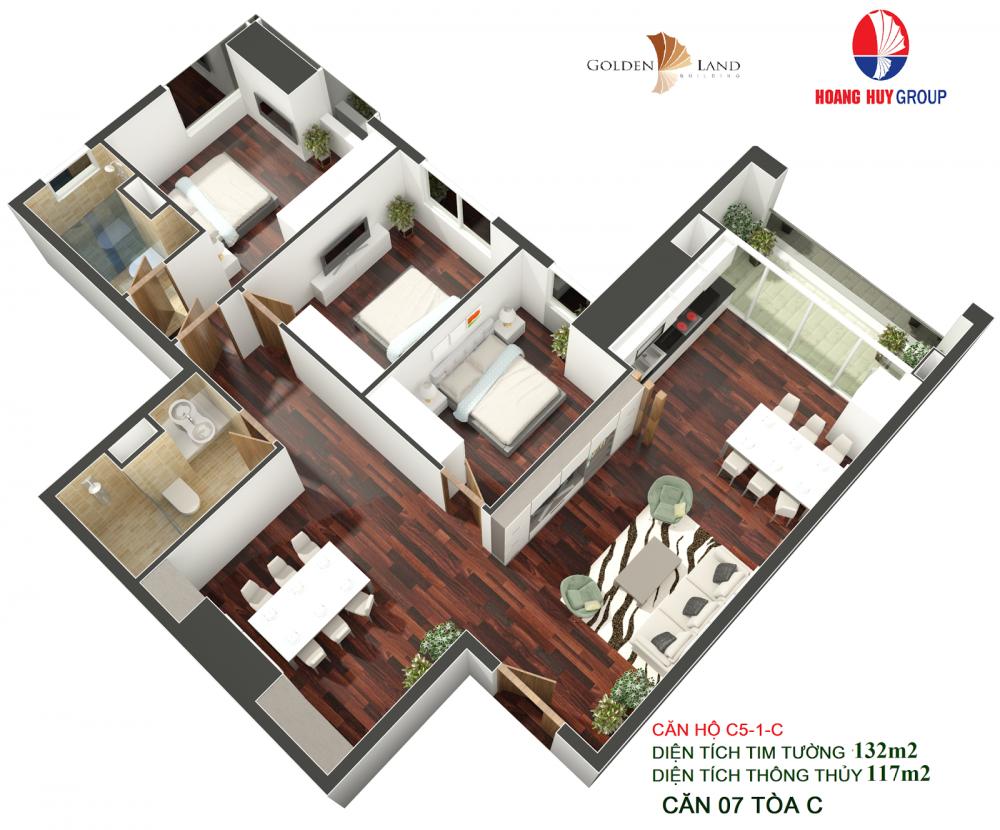 GOLDEN LAND
BUILDING
HOANG HUY GROUP
CĂN HỘ C5-1-C
DIỆN TÍCH TIM TƯỜNG 132m2
DIỆN TÍCH THÔNG THỦY 117m2
CĂN 07 TÒA C